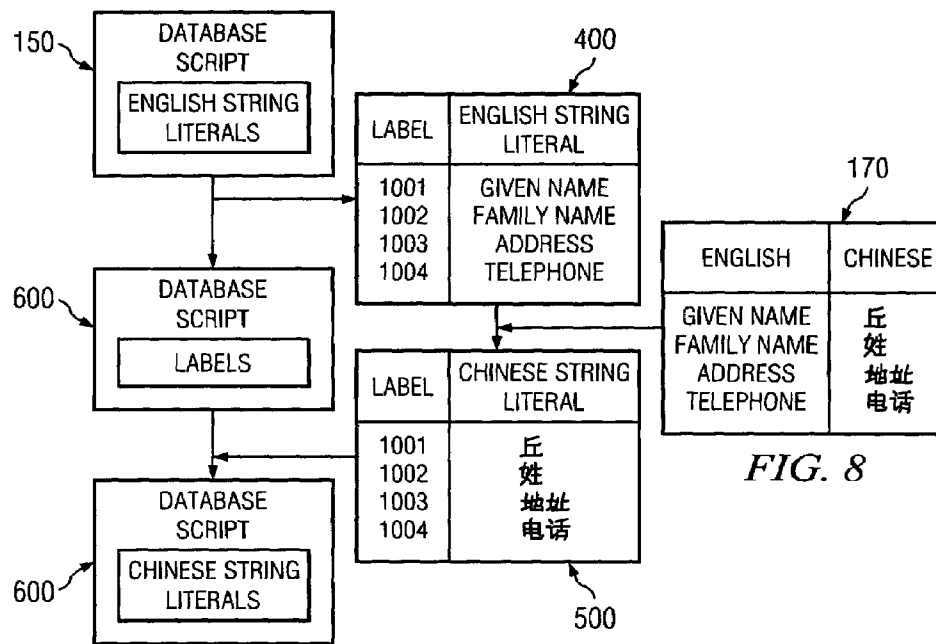 150
DATABASE
SCRIPT
ENGLISH STRING
LITERALS
400
LABEL
ENGLISH STRING
LITERAL
1001 GIVEN NAME
1002 FAMILY NAME
1003 ADDRESS
1004 TELEPHONE
170
ENGLISH CHINESE
GIVEN NAME 丘
FAMILY NAME 姓
ADDRESS 地址
TELEPHONE 电话
600
DATABASE
SCRIPT
LABELS
LABEL
CHINESE STRING
LITERAL
1001 丘
1002 姓
1003 地址
1004 电话
500
600
DATABASE
SCRIPT
CHINESE STRING
LITERALS
FIG. 8